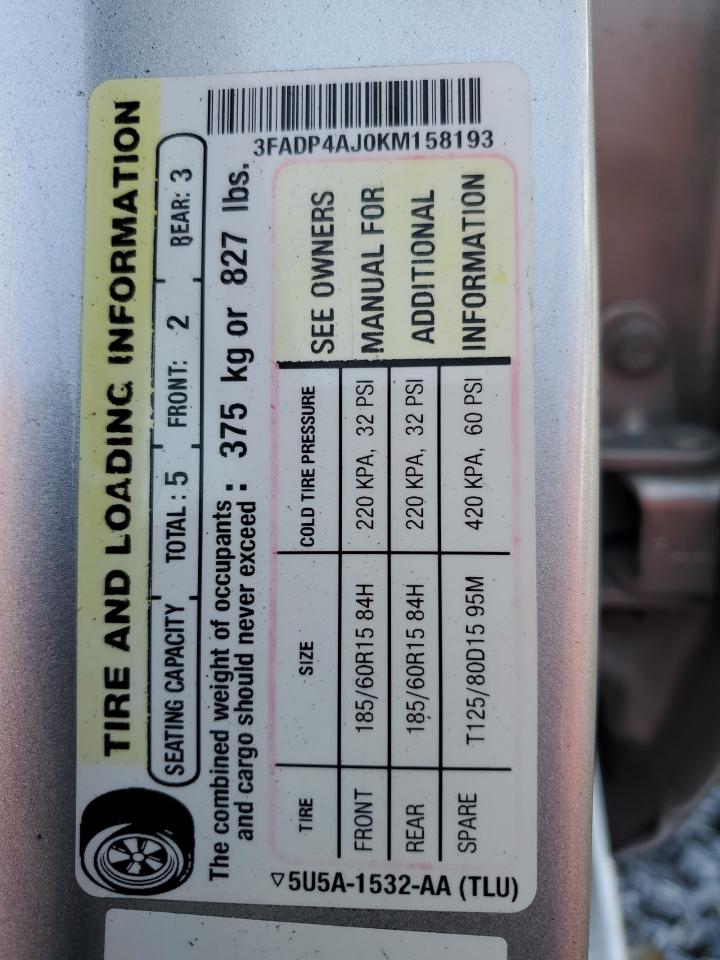 3FADP4AJ0KM158193
TIRE AND LOADING INFORMATION
SEATING CAPACITY TOTAL : 5 FRONT: 2 REAR: 3
The combined weight of occupants
and cargo should never exceed : 375 kg or 827 lbs.
TIRE SIZE COLD TIRE PRESSURE
FRONT 185/60R15 84H 220 KPA, 32 PSI
REAR 185/60R15 84H 220 KPA, 32 PSI
SPARE T125/80D15 95M 420 KPA, 60 PSI
SEE OWNERS
MANUAL FOR
ADDITIONAL
INFORMATION
5U5A-1532-AA (TLU)